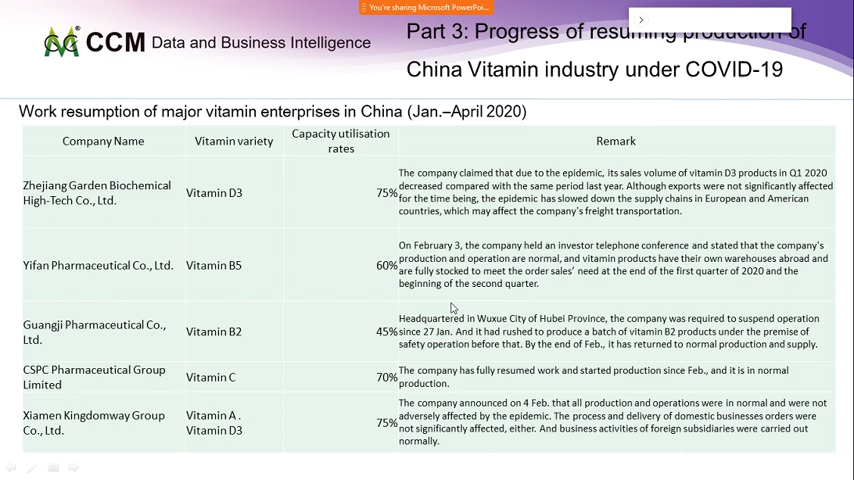 You're sharing Microsoft PowerPoi...
CCM Data and Business Intelligence
Part 3: Progress of resuming production of
China Vitamin industry under COVID-19
Work resumption of major vitamin enterprises in China (Jan.–April 2020)
Company Name
Vitamin variety
Capacity utilisation
rates
Remark
Zhejiang Garden Biochemical
High-Tech Co., Ltd.
Vitamin D3
75%
The company claimed that due to the epidemic, its sales volume of vitamin D3 products in Q1 2020
decreased compared with the same period last year. Although exports were not significantly affected
for the time being, the epidemic has slowed down the supply chains in European and American
countries, which may affect the company's freight transportation.
Yifan Pharmaceutical Co., Ltd.
Vitamin B5
60%
On February 3, the company held an investor telephone conference and stated that the company's
production and operation are normal, and vitamin products have their own warehouses abroad and
are fully stocked to meet the order sales' need at the end of the first quarter of 2020 and the
beginning of the second quarter.
Guangji Pharmaceutical Co.,
Ltd.
Vitamin B2
45%
Headquartered in Wuxue City of Hubei Province, the company was required to suspend operation
since 27 Jan. And it had rushed to produce a batch of vitamin B2 products under the premise of
safety operation before that. By the end of Feb., it has returned to normal production and supply.
CSPC Pharmaceutical Group
Limited
Vitamin C
70%
The company has fully resumed work and started production since Feb., and it is in normal
production.
Xiamen Kingdomway Group
Co., Ltd.
Vitamin A .
Vitamin D3
75%
The company announced on 4 Feb. that all production and operations were in normal and were not
adversely affected by the epidemic. The process and delivery of domestic businesses orders were
not significantly affected, either. And business activities of foreign subsidiaries were carried out
normally.